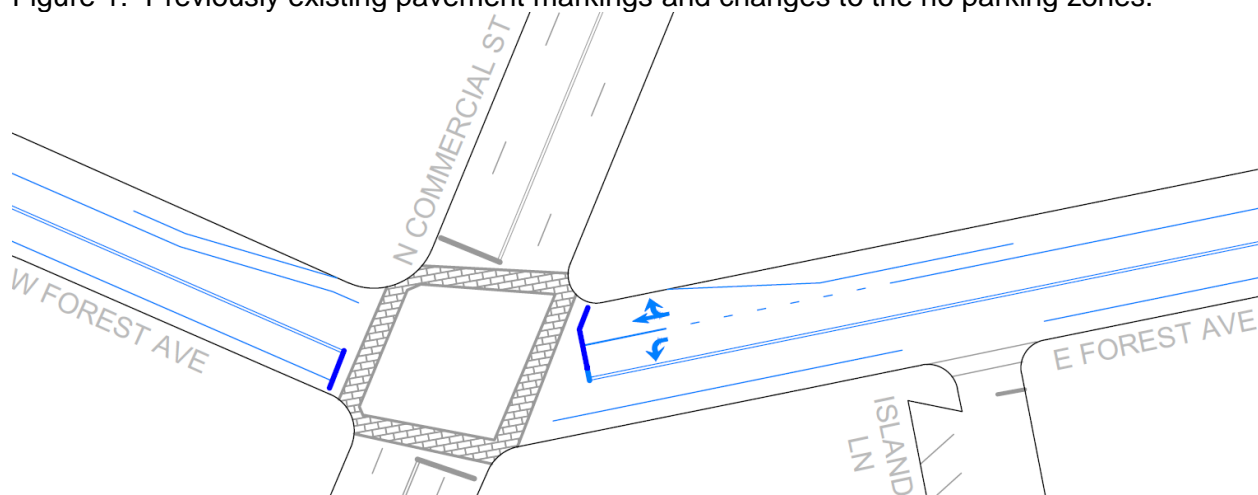 Figure 1. Previously existing pavement markings and changes to the no parking zones.
N COMMERCIAL ST
W FOREST AVE
E FOREST AVE
ISLAND
LN